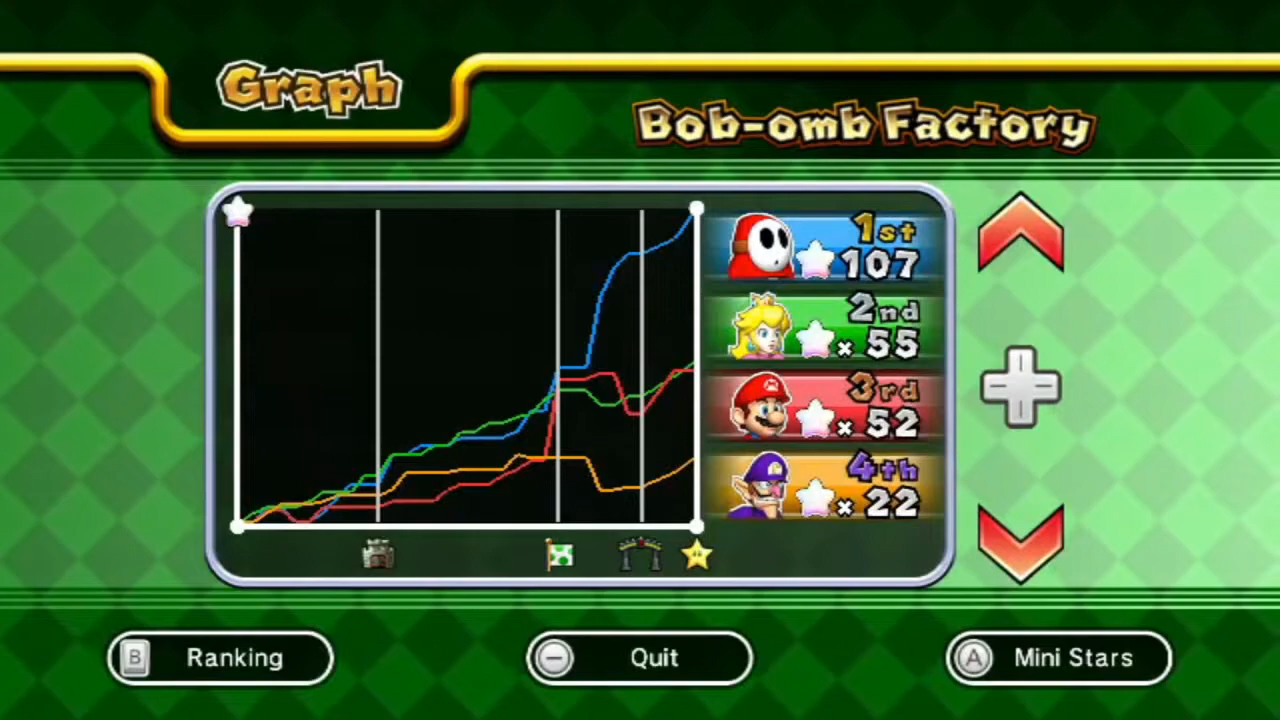 Graph
Bob-omb Factory
1st
107
2nd
× 55
3rd
× 52
4th
× 22
B Ranking
− Quit
A Mini Stars